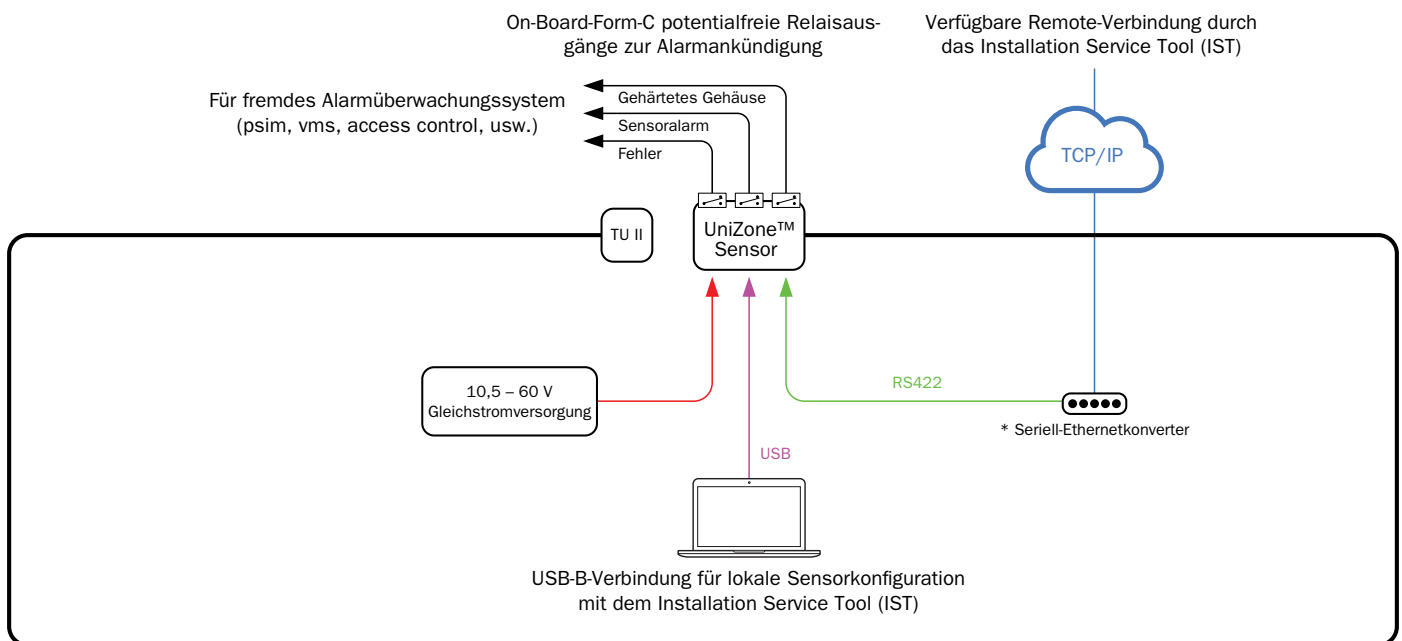 On-Board-Form-C potentialfreie Relaisaus-
gänge zur Alarmankündigung
Verfügbare Remote-Verbindung durch
das Installation Service Tool (IST)
Für fremdes Alarmüberwachungssystem
(psim, vms, access control, usw.)
Gehärtetes Gehäuse
Sensoralarm
Fehler
TCP/IP
TU II
UniZone™
Sensor
10,5 – 60 V
Gleichstromversorgung
RS422
* Seriell-Ethernetkonverter
USB
USB-B-Verbindung für lokale Sensorkonfiguration
mit dem Installation Service Tool (IST)